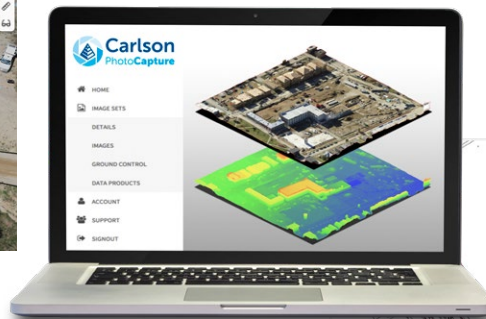 Carlson
PhotoCapture
HOME
IMAGE SETS
DETAILS
IMAGES
GROUND CONTROL
DATA PRODUCTS
ACCOUNT
SUPPORT
SIGNOUT